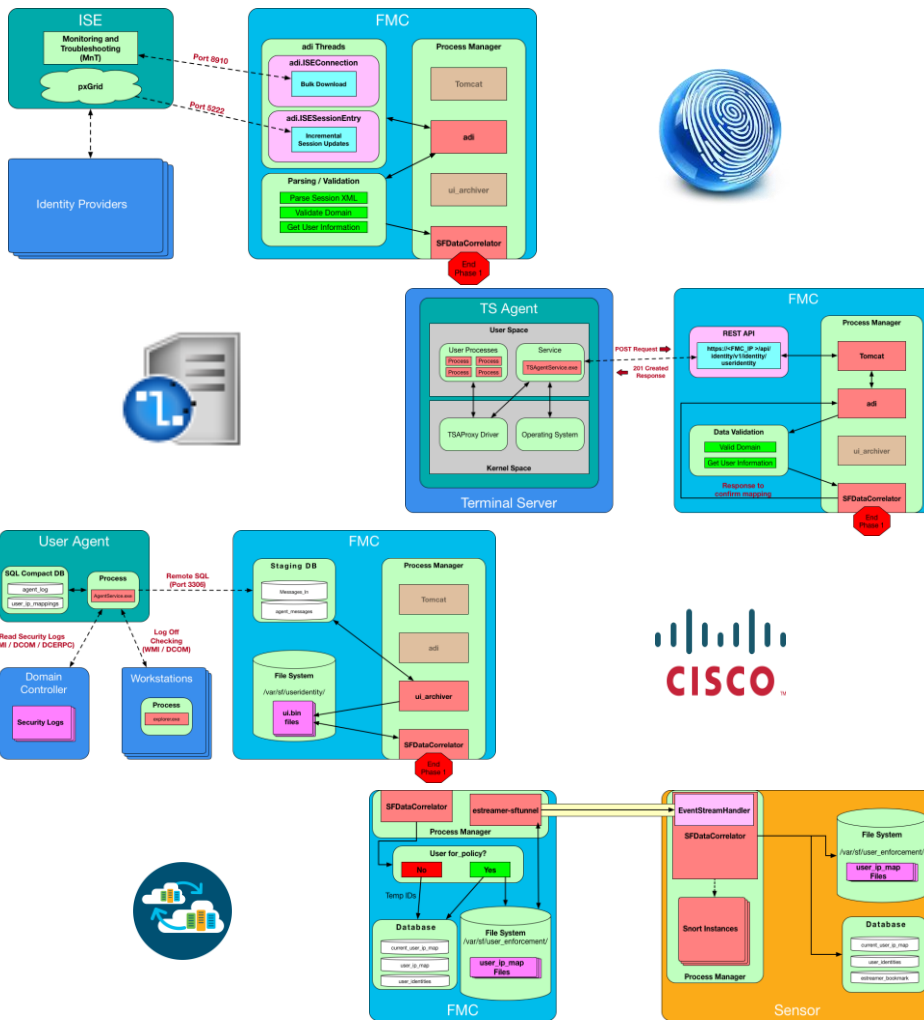 ISE
Monitoring and
Troubleshooting
(MnT)
pxGrid
Identity Providers
Port 8910
Port 5222
FMC
adi Threads
adi.ISEConnection
Bulk Download
adi.ISESessionEntry
Incremental
Session Updates
Parsing / Validation
Parse Session XML
Validate Domain
Get User Information
Process Manager
Tomcat
adi
ui_archiver
SFDataCorrelator
End
Phase 1
TS Agent
User Space
User Processes
Process
Process
Process
Process
Service
TSAgentService.exe
TSAProxy Driver
Operating System
Kernel Space
Terminal Server
POST Request
201 Created
Response
FMC
REST API
https://<FMC_IP >/api/
identity/v1/identity/
useridentity
Data Validation
Valid Domain
Get User Information
Response to
confirm mapping
Process Manager
Tomcat
adi
ui_archiver
SFDataCorrelator
End
Phase 1
User Agent
SQL Compact DB
agent_log
user_ip_mappings
Process
AgentService.exe
Remote SQL
(Port 3306)
Read Security Logs
MI / DCOM / DCERPC)
Log Off
Checking
(WMI / DCOM)
Domain
Controller
Security Logs
Workstations
Process
explorer.exe
FMC
Staging DB
Messages_In
agent_messages
File System
/var/sf/useridentity/
ui.bin
files
Process Manager
Tomcat
adi
ui_archiver
SFDataCorrelator
End
Phase 1
CISCO
TM
SFDataCorrelator
estreamer-sftunnel
Process Manager
User for_policy?
No
Yes
Temp IDs
Database
current_user_ip_map
user_ip_map
user_identities
File System
/var/sf/user_enforcement/
user_ip_map
Files
FMC
EventStreamHandler
SFDataCorrelator
Snort Instances
Process Manager
File System
/var/sf/user_enforcement/
user_ip_map
Files
Database
current_user_ip_map
user_identities
estreamer_bookmark
Sensor